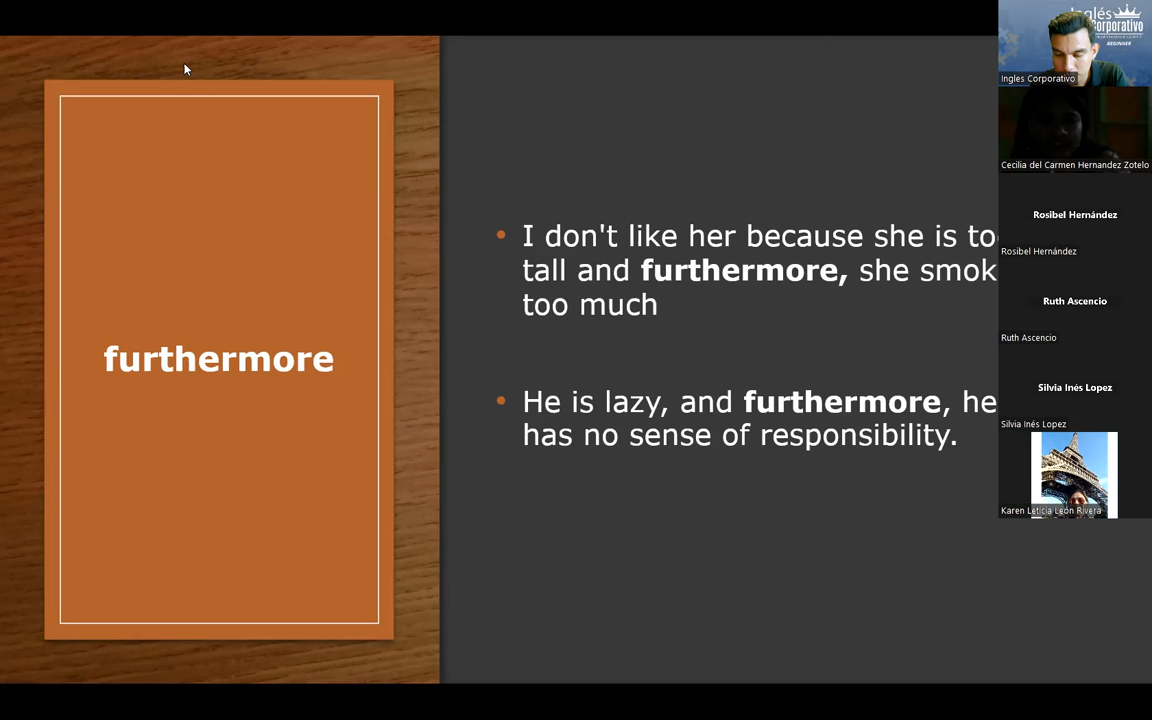 furthermore
I don't like her because she is
tall and furthermore, she
too much
He is lazy, and furthermore, he
has no sense of responsibility.
Inglés
Corporativo
BEGINNER
Ingles Corporativo
Cecilia del Carmen Hernandez Zotelo
Rosibel Hernández
Rosibel Hernández
Ruth Ascencio
Ruth Ascencio
Silvia Inés Lopez
Silvia Inés Lopez
Karen Leticia León Rivera